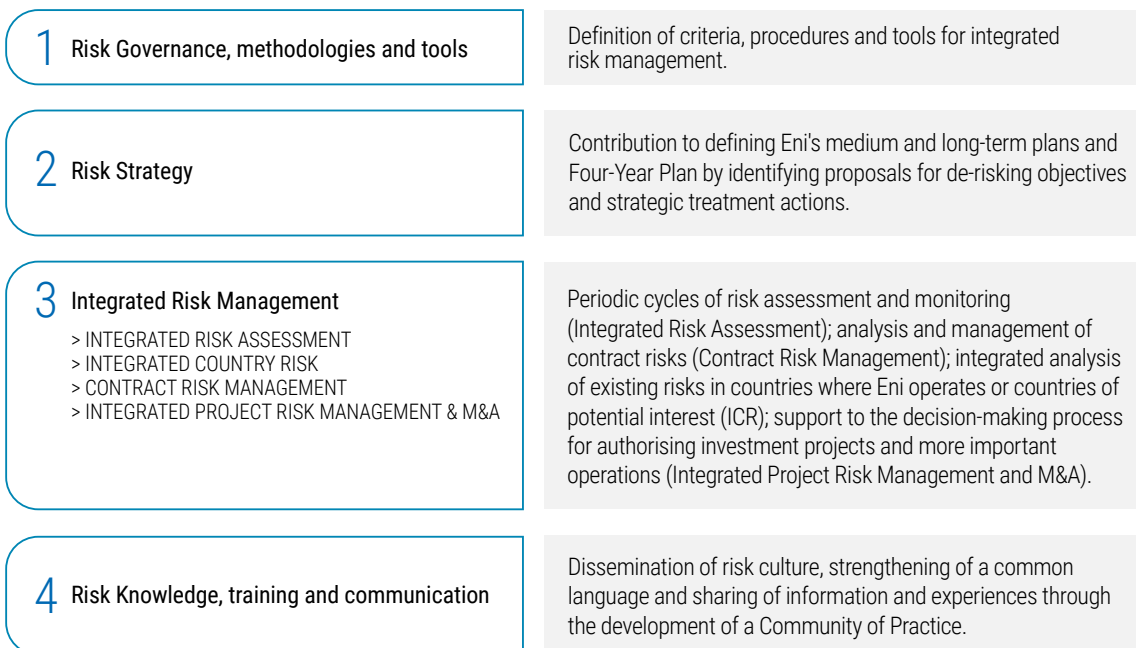 1 Risk Governance, methodologies and tools
Definition of criteria, procedures and tools for integrated
risk management.
2 Risk Strategy
Contribution to defining Eni's medium and long-term plans and
Four-Year Plan by identifying proposals for de-risking objectives
and strategic treatment actions.
3 Integrated Risk Management
> INTEGRATED RISK ASSESSMENT
> INTEGRATED COUNTRY RISK
> CONTRACT RISK MANAGEMENT
> INTEGRATED PROJECT RISK MANAGEMENT & M&A
Periodic cycles of risk assessment and monitoring
(Integrated Risk Assessment); analysis and management of
contract risks (Contract Risk Management); integrated analysis
of existing risks in countries where Eni operates or countries of
potential interest (ICR); support to the decision-making process
for authorising investment projects and more important
operations (Integrated Project Risk Management and M&A).
4 Risk Knowledge, training and communication
Dissemination of risk culture, strengthening of a common
language and sharing of information and experiences through
the development of a Community of Practice.